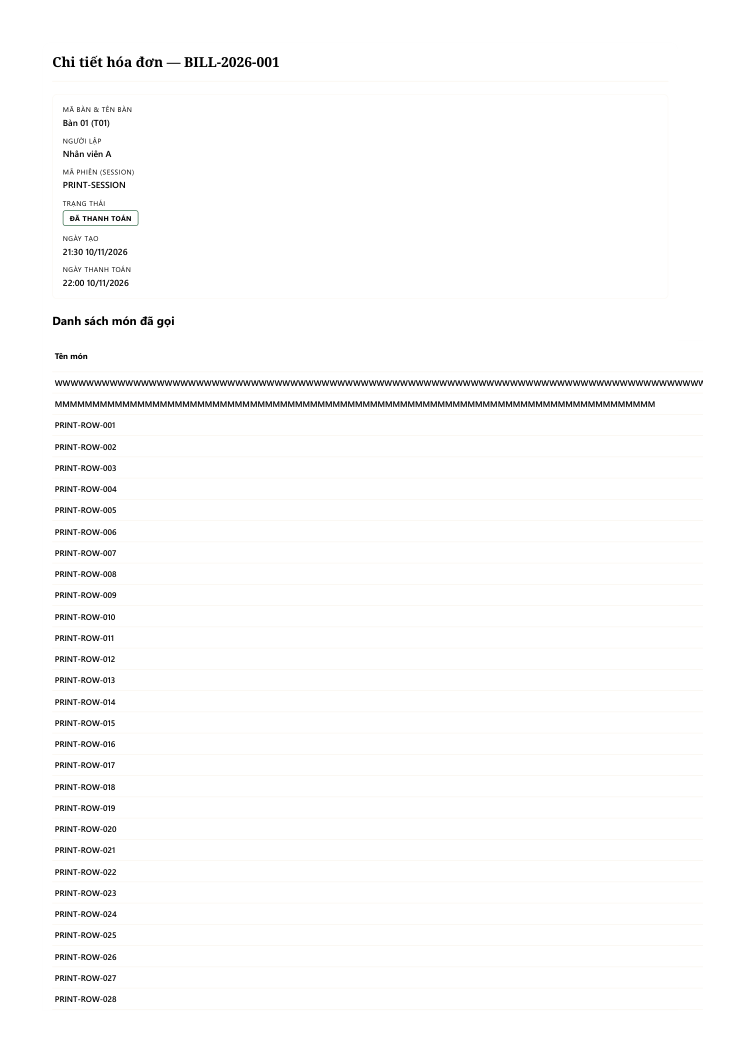 Chi tiết hóa đơn — BILL-2026-001
MÃ BÀN & TÊN BÀN
Bàn 01 (T01)
NGƯỜI LẬP
Nhân viên A
MÃ PHIÊN (SESSION)
PRINT-SESSION
TRẠNG THÁI
ĐÃ THANH TOÁN
NGÀY TẠO
21:30 10/11/2026
NGÀY THANH TOÁN
22:00 10/11/2026
Danh sách món đã gọi
Tên món
WWWWWWWWWWWWWWWWWWWWWWWWWWWWWWWWWWWWWWWWWWWWWWWWWWWWWWWWWWWWWWWWWWWWWWWWWWWWWWWWWW
MMMMMMMMMMMMMMMMMMMMMMMMMMMMMMMMMMMMMMMMMMMMMMMMMMMMMMMMMMMMMMMMMMMMMMMMMMMMMMMM
PRINT-ROW-001
PRINT-ROW-002
PRINT-ROW-003
PRINT-ROW-004
PRINT-ROW-005
PRINT-ROW-006
PRINT-ROW-007
PRINT-ROW-008
PRINT-ROW-009
PRINT-ROW-010
PRINT-ROW-011
PRINT-ROW-012
PRINT-ROW-013
PRINT-ROW-014
PRINT-ROW-015
PRINT-ROW-016
PRINT-ROW-017
PRINT-ROW-018
PRINT-ROW-019
PRINT-ROW-020
PRINT-ROW-021
PRINT-ROW-022
PRINT-ROW-023
PRINT-ROW-024
PRINT-ROW-025
PRINT-ROW-026
PRINT-ROW-027
PRINT-ROW-028